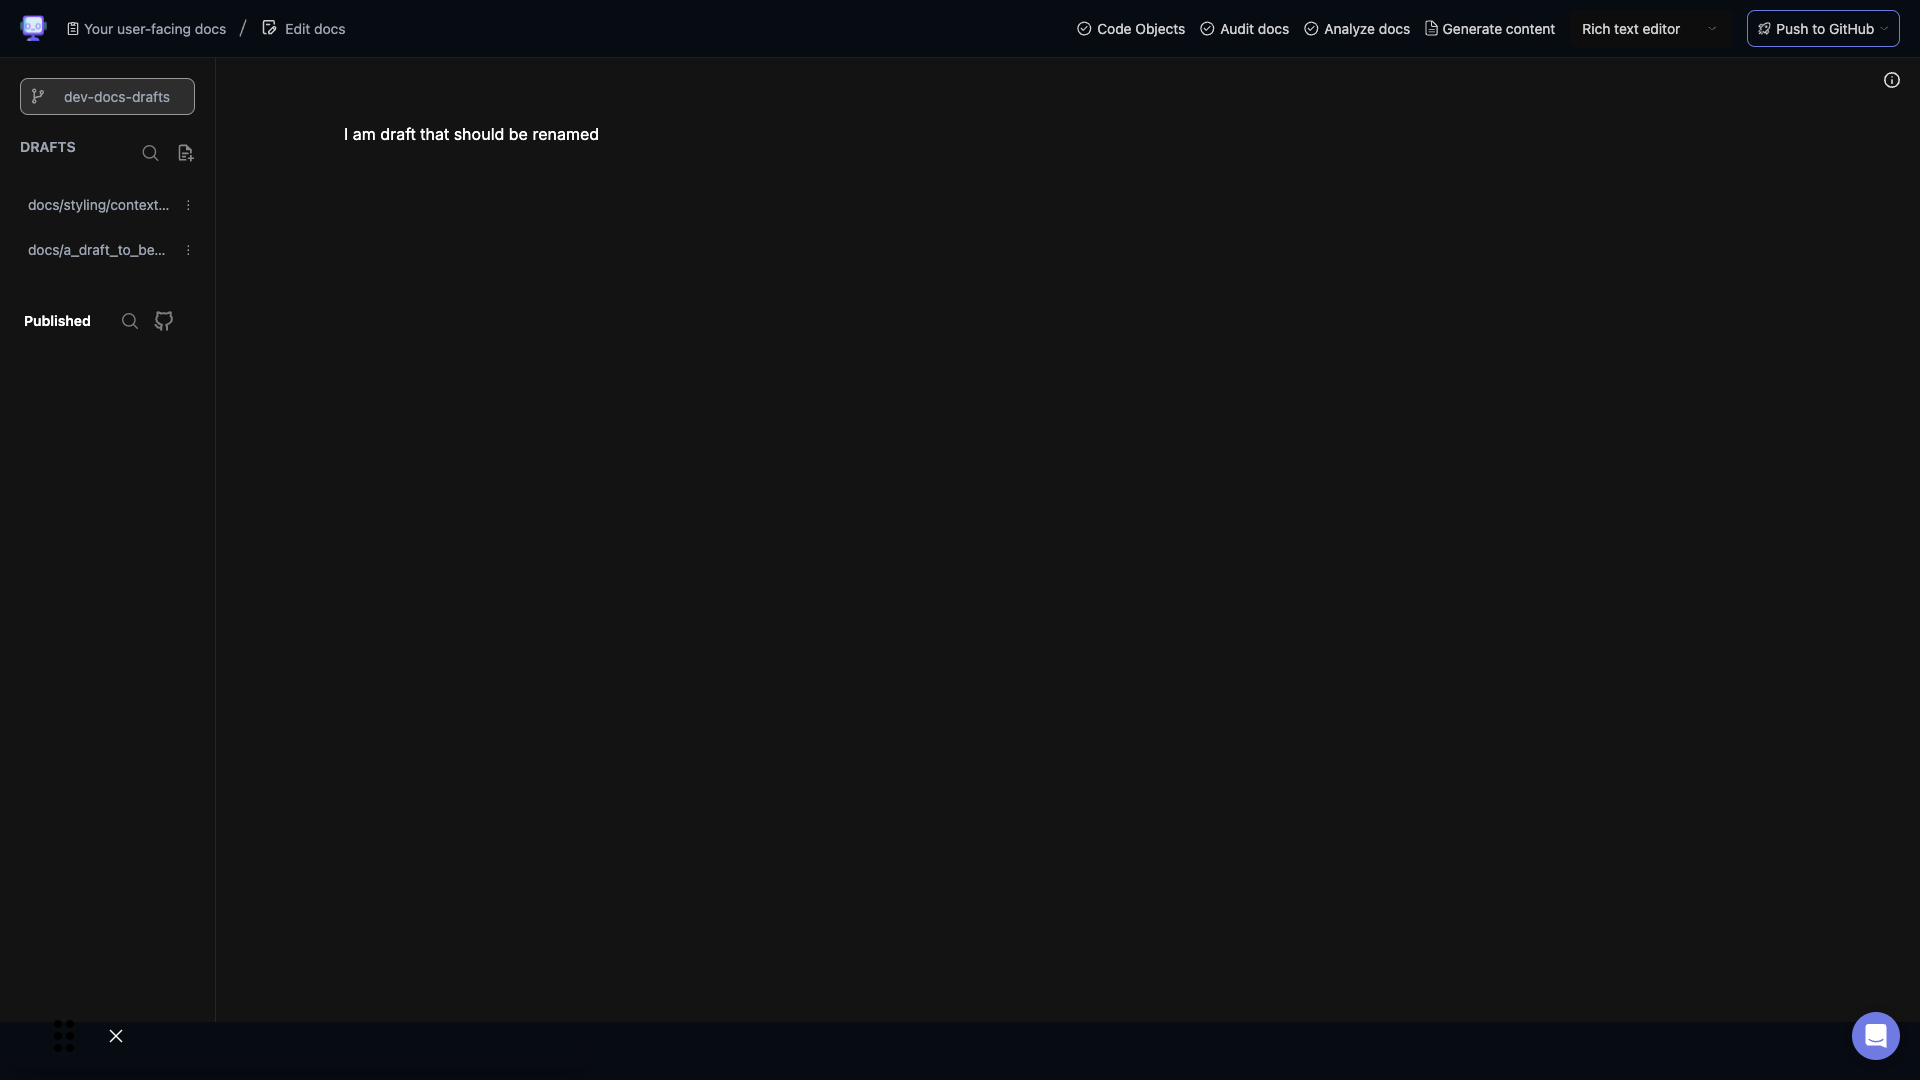 Your user-facing docs / Edit docs
Code Objects Audit docs Analyze docs Generate content Rich text editor Push to GitHub
dev-docs-drafts
I am draft that should be renamed
DRAFTS
docs/styling/context...
docs/a_draft_to_be...
Published